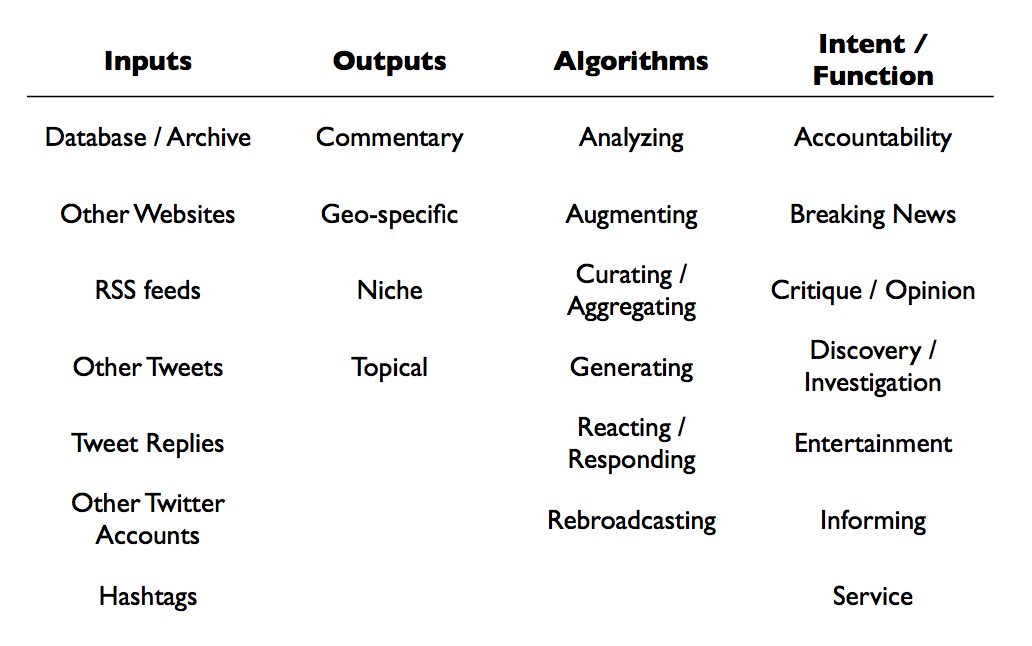 Inputs Outputs Algorithms Intent /
Function
Database / Archive Commentary Analyzing Accountability
Other Websites Geo-specific Augmenting Breaking News
RSS feeds Niche Curating /
Aggregating Critique / Opinion
Other Tweets Topical Generating Discovery /
Investigation
Tweet Replies Reacting /
Responding Entertainment
Other Twitter
Accounts Rebroadcasting Informing
Hashtags Service